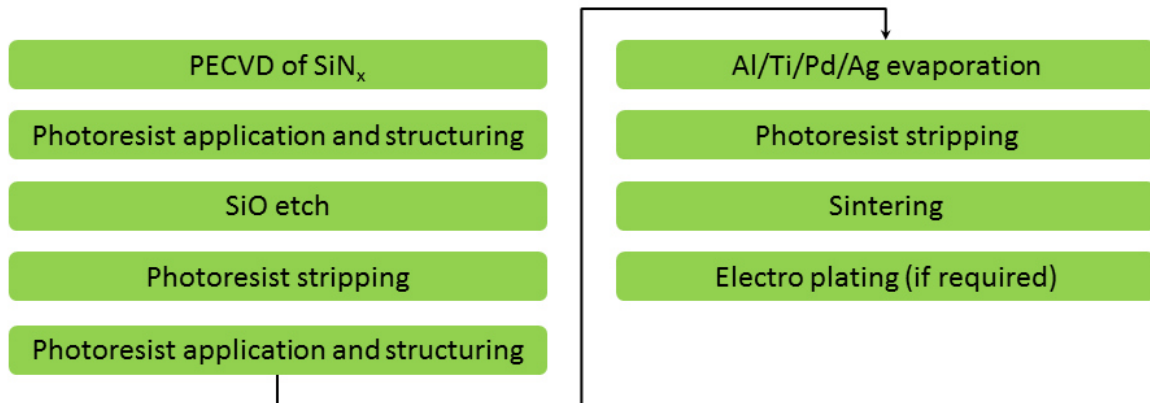 PECVD of SiNₓ
Photoresist application and structuring
SiO etch
Photoresist stripping
Photoresist application and structuring
Al/Ti/Pd/Ag evaporation
Photoresist stripping
Sintering
Electro plating (if required)